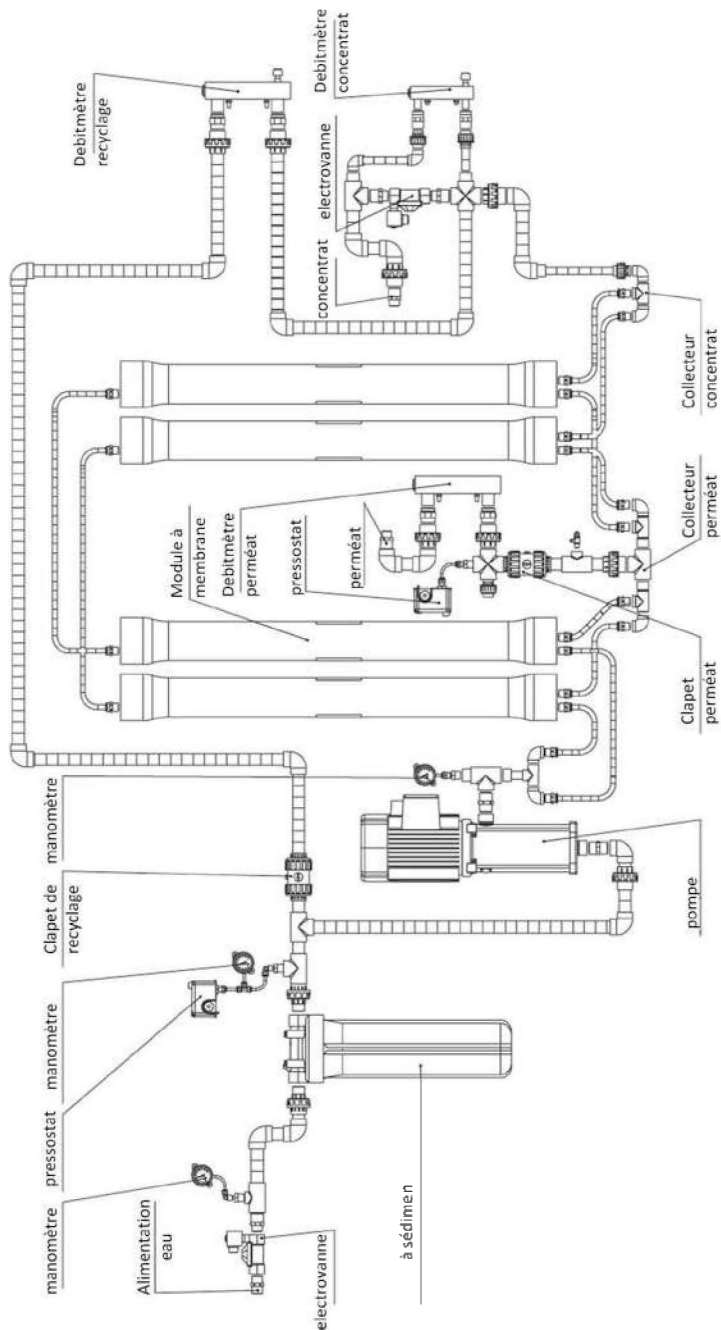 manomètre
pressostat
manomètre
Clapet de
recyclage
manomètre
Debitmètre
recyclage
Debitmètre
concentrat
electrovanne
concentrat
Module à
membrane
Debitmètre
perméat
pressostat
perméat
Alimentation
eau
electrovanne
à sédimen
pompe
Clapet
perméat
Collecteur
perméat
Collecteur
concentrat